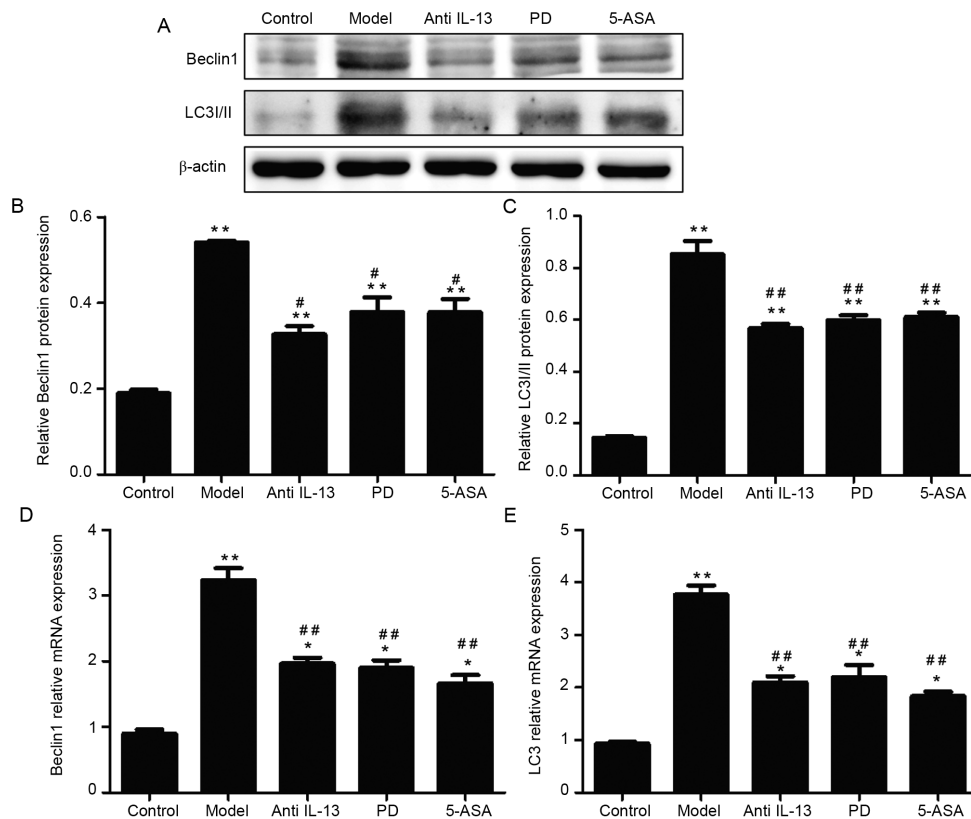 A
Control Model Anti IL-13 PD 5-ASA
Beclin1
LC3I/II
β-actin
B
Relative Beclin1 protein expression
0.6
0.4
0.2
0.0
**
#
**
#
**
#
**
Control Model Anti IL-13 PD 5-ASA
C
Relative LC3I/II protein expression
1.0
0.8
0.6
0.4
0.2
0.0
**
##
**
##
**
##
**
Control Model Anti IL-13 PD 5-ASA
D
Beclin1 relative mRNA expression
4
3
2
1
0
**
##
*
##
*
##
*
Control Model Anti IL-13 PD 5-ASA
E
LC3 relative mRNA expression
5
4
3
2
1
0
**
##
*
##
*
##
*
Control Model Anti IL-13 PD 5-ASA